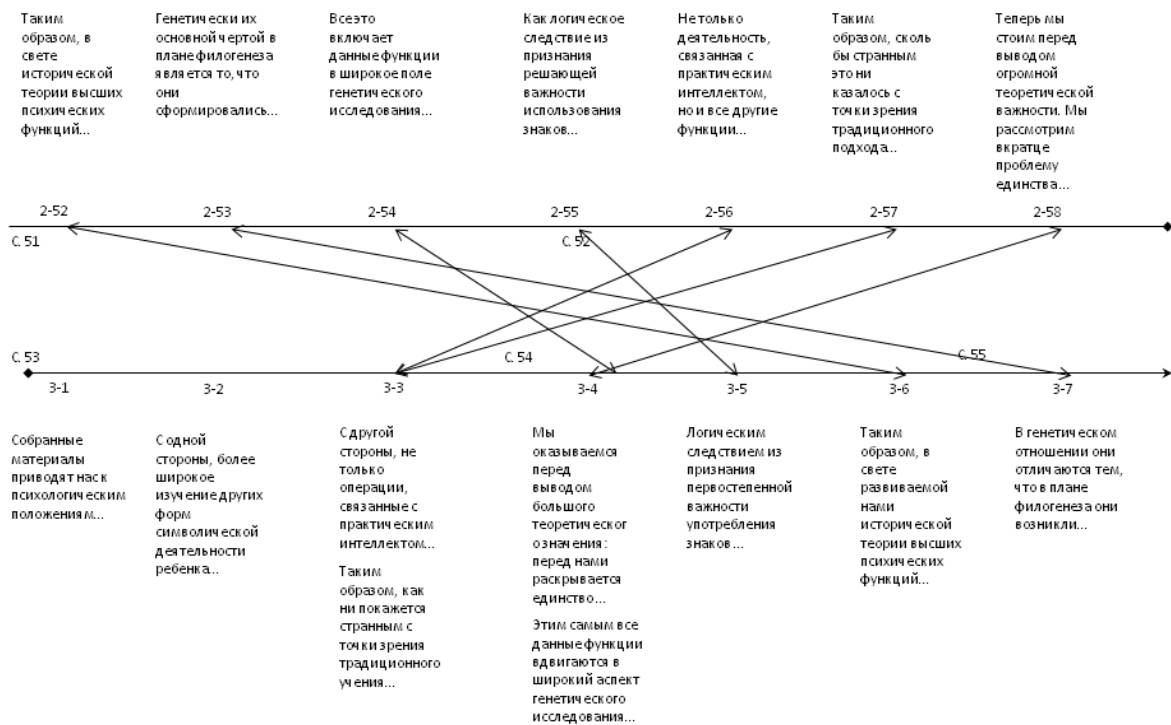 Таким
образом, в
свете
исторической
теории высших
психических
функций...
Генетически их
основной чертой в
плане филогенеза
является то, что
они
сформировались...
Все это
включает
данные функции
в широкое поле
генетического
исследования...
Как логическое
следствие из
признания
решающей
важности
использования
знаков...
Не только
деятельность,
связанная с
практическим
интеллектом,
но и все другие
функции...
Таким
образом, сколь
бы странным
это ни
казалось с
точки зрения
традиционного
подхода...
Теперь мы
стоим перед
выводом
огромной
теоретической
важности. Мы
рассмотрим
вкратце
проблему
единства...
2-52
2-53
2-54
2-55
2-56
2-57
2-58
С. 51
С. 52
С. 53
С. 54
С. 55
3-1
3-2
3-3
3-4
3-5
3-6
3-7
Собранные
материалы
приводят нас к
психологическим
положениям...
С одной
стороны, более
широкое
изучение других
форм
символической
деятельности
ребенка...
С другой
стороны, не
только
операции,
связанные с
практическим
интеллектом...
Таким
образом, как
ни покажется
странным с
точки зрения
традиционного
учения...
Мы
оказываемся
перед
выводом
большого
теоретическог
о значения:
перед нами
раскрывается
единство...
Этим самым все
данные функции
вдвигаются в
широкий аспект
генетического
исследования...
Логическим
следствием из
признания
первостепенной
важности
употребления
знаков...
Таким
образом, в
свете
развиваемой
нами
исторической
теории высших
психических
функций...
В генетическом
отношении они
отличаются тем,
что в плане
филогенеза они
возникли...